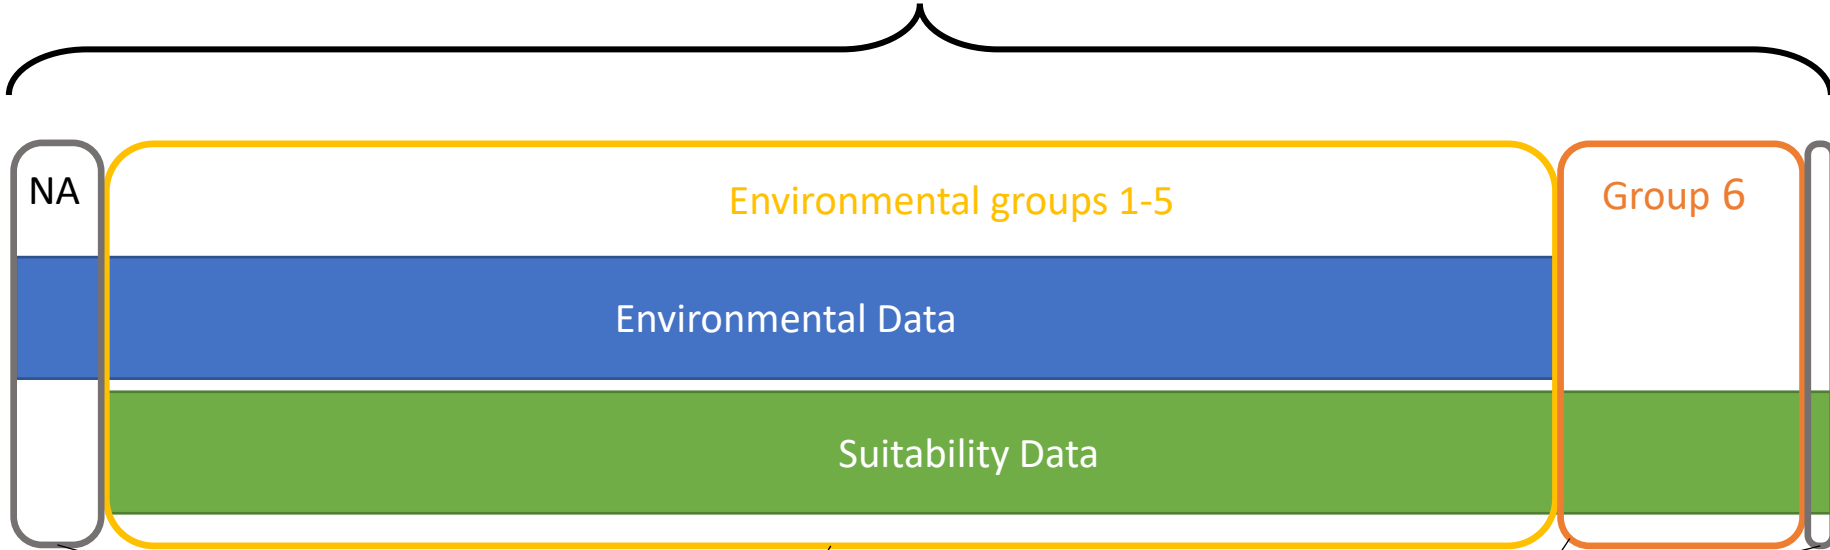 NA
Environmental groups 1-5
Group 6
Environmental Data
Suitability Data